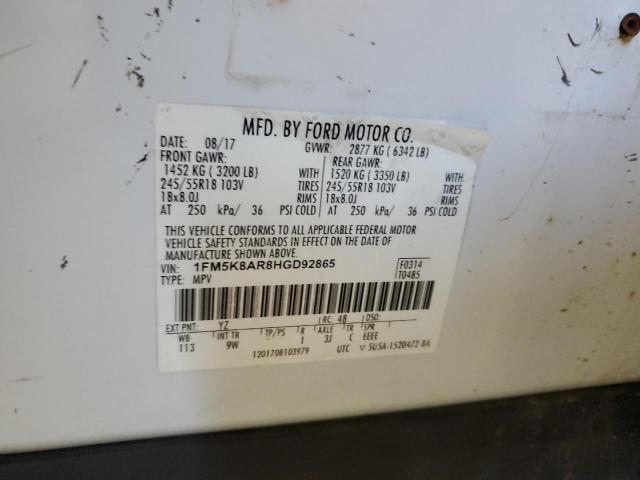 MFD. BY FORD MOTOR CO.
DATE: 08/17 GVWR: 2877 KG ( 6342 LB)
FRONT GAWR: REAR GAWR:
1452 KG ( 3200 LB) WITH 1520 KG ( 3350 LB) WITH
245/55R18 103V TIRES 245/55R18 103V TIRES
18x8.0J RIMS 18x8.0J RIMS
AT 250 kPa/ 36 PSI COLD AT 250 kPa/ 36 PSI COLD
THIS VEHICLE CONFORMS TO ALL APPLICABLE FEDERAL MOTOR
VEHICLE SAFETY STANDARDS IN EFFECT ON THE DATE OF
MANUFACTURE SHOWN ABOVE.
VIN: 1FM5K8AR8HGD92865 F0314
TYPE: MPV T0485
EXT PNT: YZ RC: 48 DSO:
WB INT TR TP/PS R AXLE TR SPR
113 9W 1 3J C EEEE
1201708103979 UTC 5U5A-1520472-BA